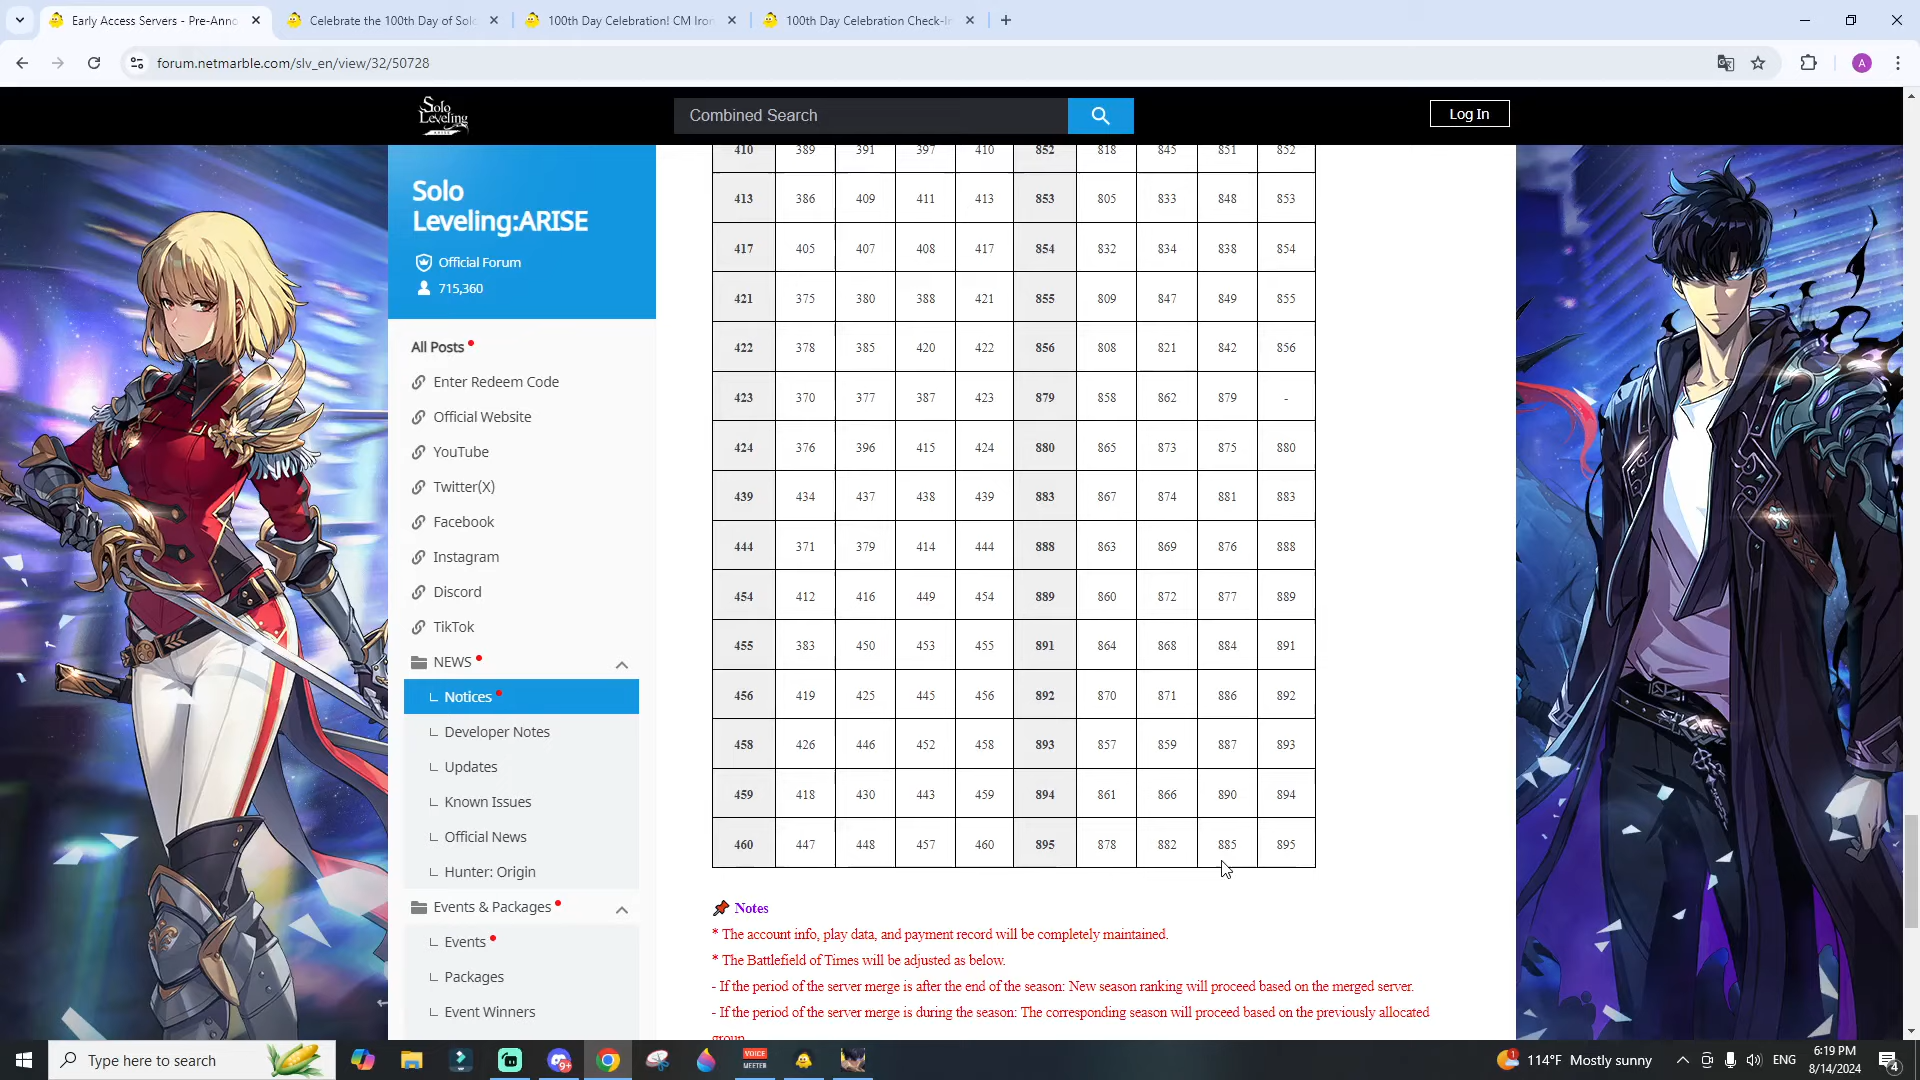 Early Access Servers - Pre-Anno
Celebrate the 100th Day of Solo
100th Day Celebration! CM Iron
100th Day Celebration Check-In
forum.netmarble.com/slv_en/view/32/50728
A
Solo Leveling
ARISE
Combined Search
Log In
Solo
Leveling:ARISE
Official Forum
715,360
All Posts
Enter Redeem Code
Official Website
YouTube
Twitter(X)
Facebook
Instagram
Discord
TikTok
NEWS
Notices
Developer Notes
Updates
Known Issues
Official News
Hunter: Origin
Events & Packages
Events
Packages
Event Winners
410 389 391 397 410 852 818 845 851 852
413 386 409 411 413 853 805 833 848 853
417 405 407 408 417 854 832 834 838 854
421 375 380 388 421 855 809 847 849 855
422 378 385 420 422 856 808 821 842 856
423 370 377 387 423 879 858 862 879 -
424 376 396 415 424 880 865 873 875 880
439 434 437 438 439 883 867 874 881 883
444 371 379 414 444 888 863 869 876 888
454 412 416 449 454 889 860 872 877 889
455 383 450 453 455 891 864 868 884 891
456 419 425 445 456 892 870 871 886 892
458 426 446 452 458 893 857 859 887 893
459 418 430 443 459 894 861 866 890 894
460 447 448 457 460 895 878 882 885 895
Notes
* The account info, play data, and payment record will be completely maintained.
* The Battlefield of Times will be adjusted as below.
- If the period of the server merge is after the end of the season: New season ranking will proceed based on the merged server.
- If the period of the server merge is during the season: The corresponding season will proceed based on the previously allocated
group.
Type here to search
9+
VOICE
MEETER
1
114°F Mostly sunny
ENG
6:19 PM
8/14/2024
4